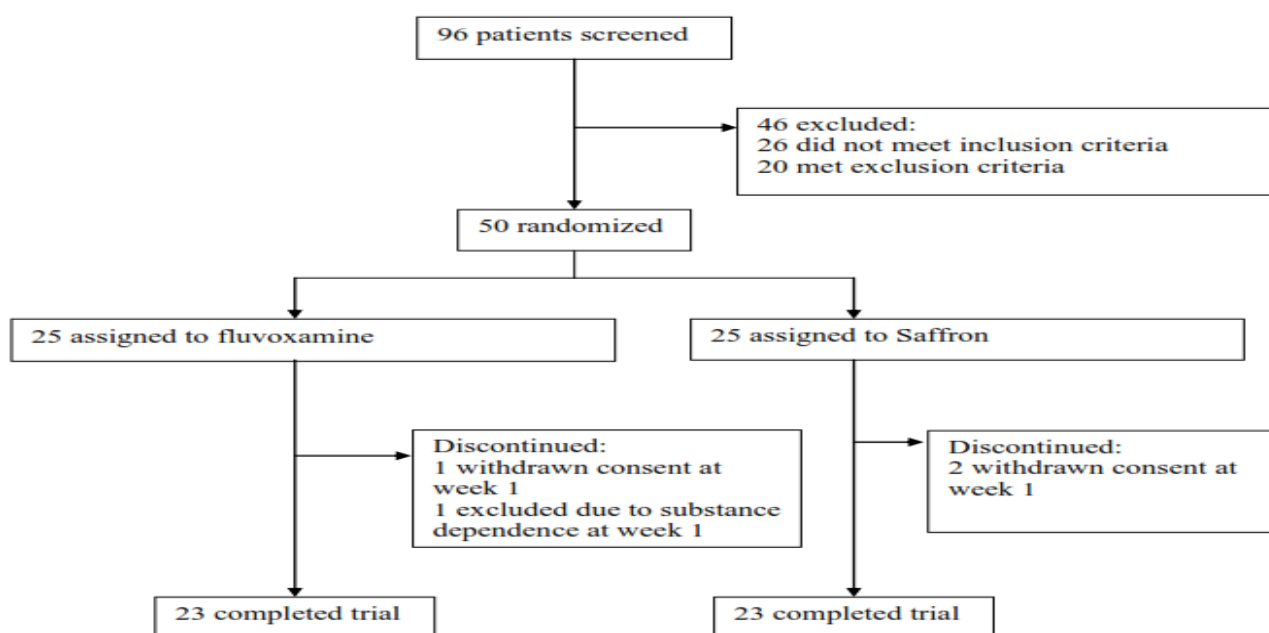 96 patients screened
46 excluded:
26 did not meet inclusion criteria
20 met exclusion criteria
50 randomized
25 assigned to fluvoxamine
25 assigned to Saffron
Discontinued:
1 withdrawn consent at
week 1
1 excluded due to substance
dependence at week 1
Discontinued:
2 withdrawn consent at
week 1
23 completed trial
23 completed trial